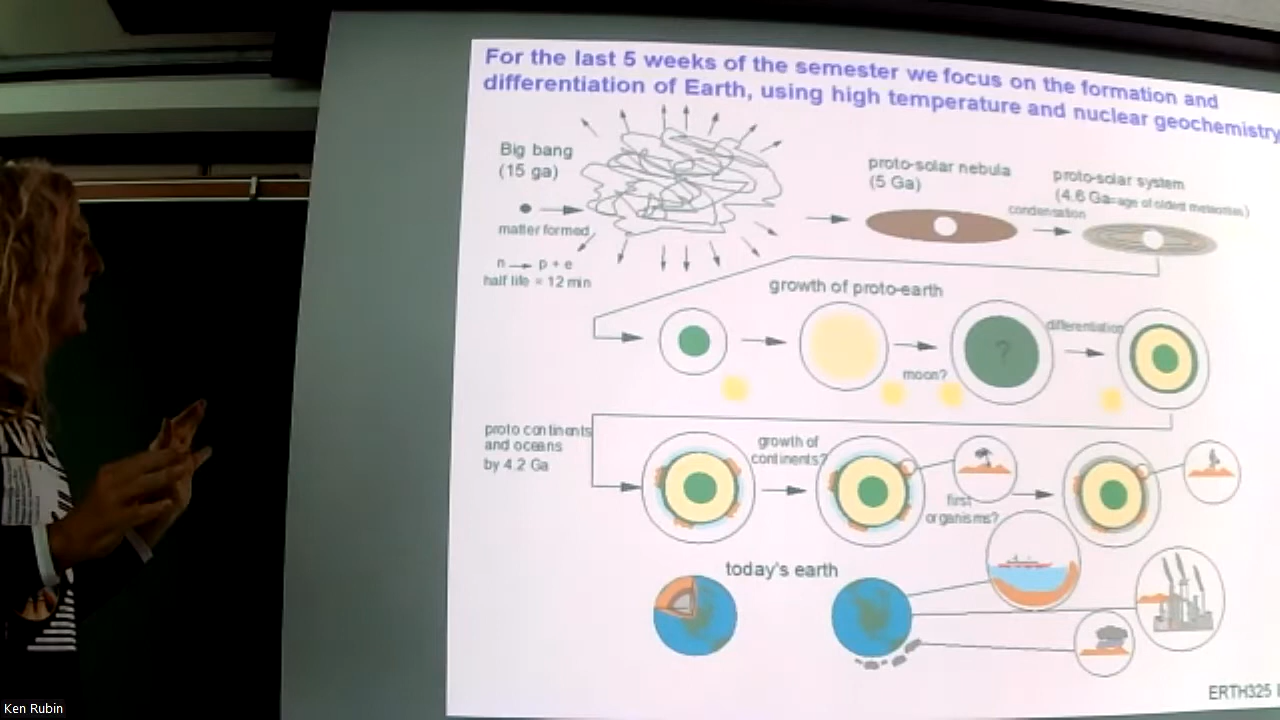 For the last 5 weeks of the semester we focus on the formation and
differentiation of Earth, using high temperature and nuclear geochemistry
Big bang
(15 ga)
matter formed
n → p + e
half life = 12 min
proto-solar nebula
(5 Ga)
condensation
proto-solar system
(4.6 Ga=age of oldest meteorites)
growth of proto-earth
?
moon?
differentiation
proto continents
and oceans
by 4.2 Ga
growth of
continents?
first
organisms?
today's earth
ERTH325
Ken Rubin